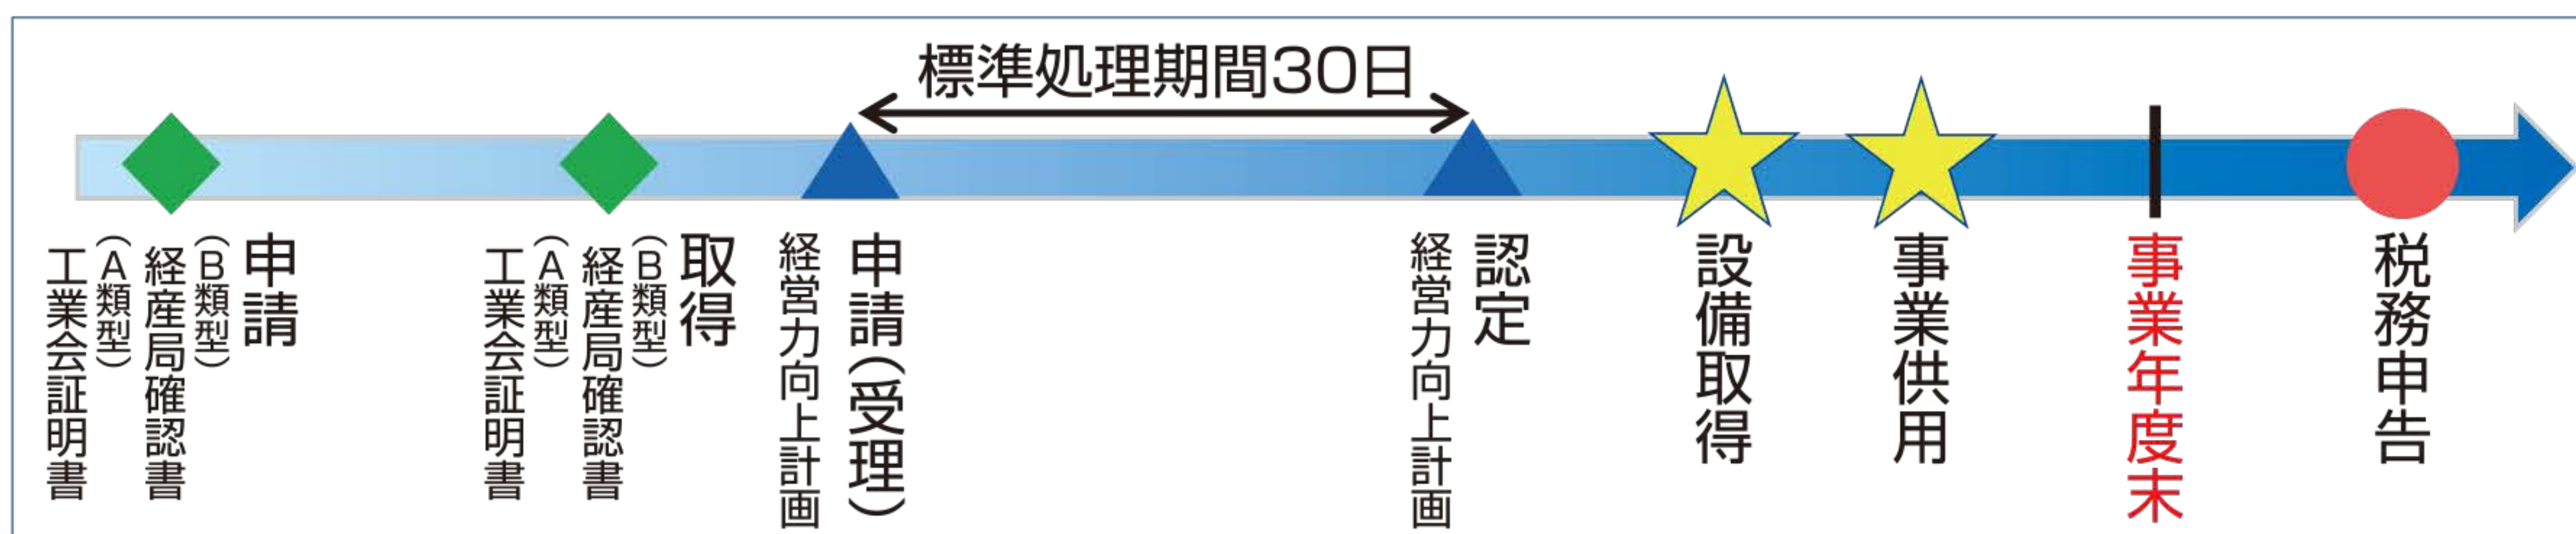 標準処理期間30日
申請
経産局確認書(B類型)
工業会証明書(A類型)
取得
経産局確認書(B類型)
工業会証明書(A類型)
申請(受理)
経営力向上計画
認定
経営力向上計画
設備取得
事業供用
事業年度末
税務申告